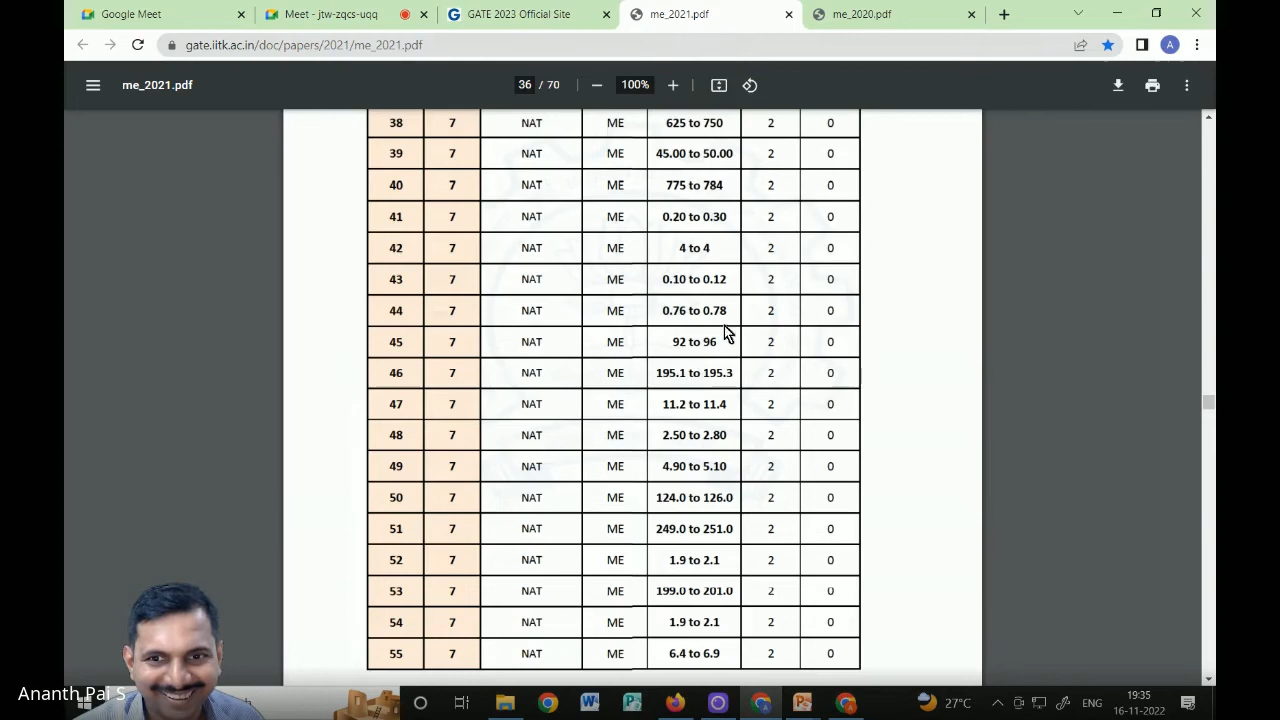 Google Meet
Meet - jtw-zqcs-uqq
GATE 2023 Official Site
me_2021.pdf
me_2020.pdf
gate.iitk.ac.in/doc/papers/2021/me_2021.pdf
A
me_2021.pdf
36 / 70
100%
38 7 NAT ME 625 to 750 2 0
39 7 NAT ME 45.00 to 50.00 2 0
40 7 NAT ME 775 to 784 2 0
41 7 NAT ME 0.20 to 0.30 2 0
42 7 NAT ME 4 to 4 2 0
43 7 NAT ME 0.10 to 0.12 2 0
44 7 NAT ME 0.76 to 0.78 2 0
45 7 NAT ME 92 to 96 2 0
46 7 NAT ME 195.1 to 195.3 2 0
47 7 NAT ME 11.2 to 11.4 2 0
48 7 NAT ME 2.50 to 2.80 2 0
49 7 NAT ME 4.90 to 5.10 2 0
50 7 NAT ME 124.0 to 126.0 2 0
51 7 NAT ME 249.0 to 251.0 2 0
52 7 NAT ME 1.9 to 2.1 2 0
53 7 NAT ME 199.0 to 201.0 2 0
54 7 NAT ME 1.9 to 2.1 2 0
55 7 NAT ME 6.4 to 6.9 2 0
Ananth Pai S
27°C
ENG
19:35
16-11-2022